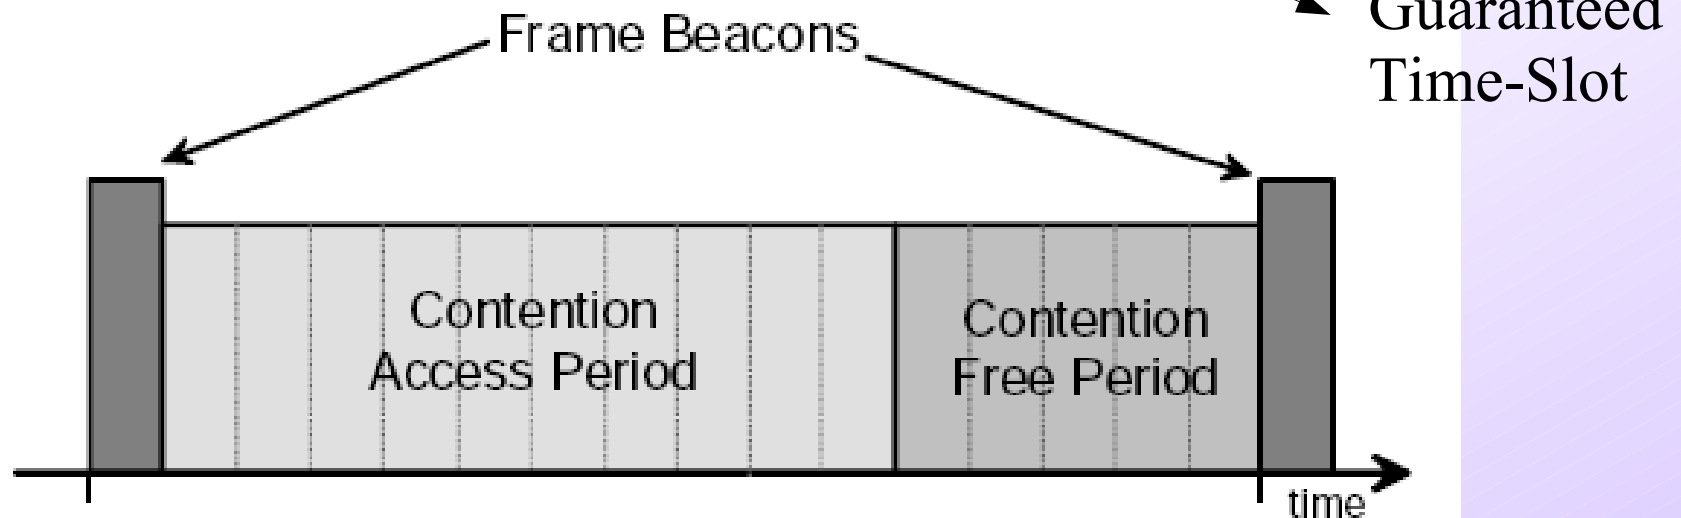 Frame Beacons
Guaranteed
Time-Slot
Contention
Access Period
Contention
Free Period
time